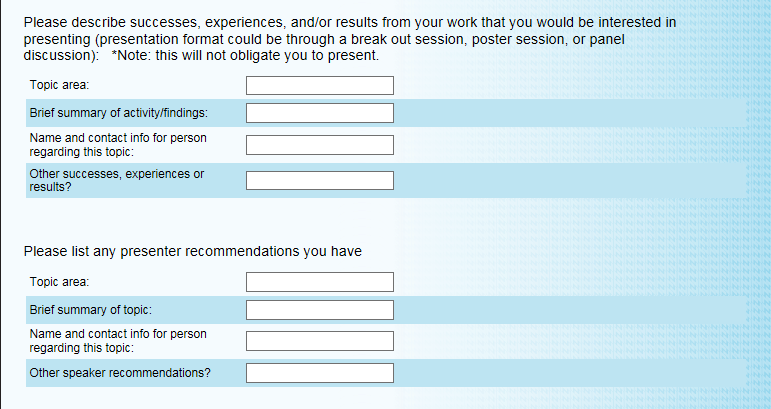 Please describe successes, experiences, and/or results from your work that you would be interested in
presenting (presentation format could be through a break out session, poster session, or panel
discussion):   *Note: this will not obligate you to present.
Topic area:
Brief summary of activity/findings:
Name and contact info for person
regarding this topic:
Other successes, experiences or
results?
Please list any presenter recommendations you have
Topic area:
Brief summary of topic:
Name and contact info for person
regarding this topic:
Other speaker recommendations?